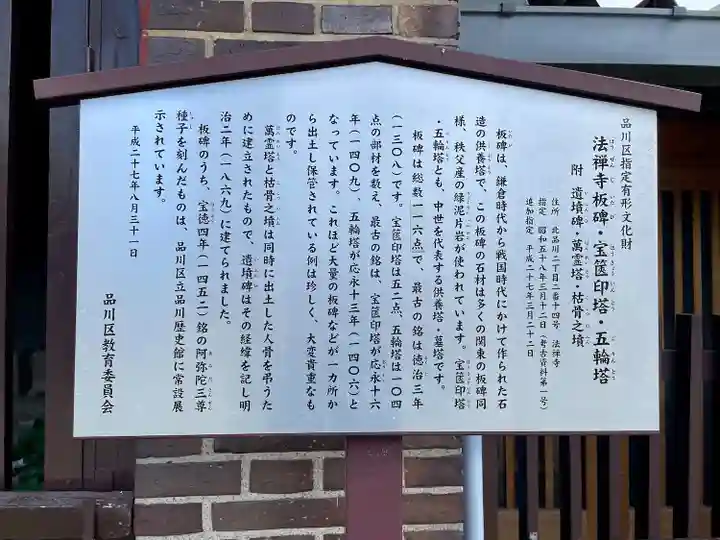 品川区指定有形文化財
法禅寺板碑・宝篋印塔・五輪塔
附 遺墳碑・萬霊塔・枯骨之墳
住所 北品川二丁目二番十四号 法禅寺
指定 昭和五十八年三月十二日(考古資料第一号)
追加指定 平成二十七年三月二十二日
板碑は、鎌倉時代から戦国時代にかけて作られた石
造の供養塔で、この板碑の石材は多くの関東の板碑同
様、秩父産の緑泥片岩が使われています。宝篋印塔
・五輪塔とも、中世を代表する供養塔・墓塔です。
板碑は総数一一六点で、最古の銘は徳治三年
(一三〇八)です。宝篋印塔は五二点、五輪塔は一〇四
点の部材を数え、最古の銘は、宝篋印塔が応永十六
年(一四〇九)、五輪塔が応永十三年(一四〇六)と
なっています。これほど大量の板碑などが一カ所か
ら出土し保管されている例は珍しく、大変貴重なも
のです。
萬霊塔と枯骨之墳は同時に出土した人骨を弔うた
めに建立されたもので、遺墳碑はその経緯を記し明
治二年(一八六九)に建てられました。
板碑のうち、宝徳四年(一四五二)銘の阿弥陀三尊
種子を刻んだものは、品川区立品川歴史館に常設展
示されています。
平成二十七年八月三十一日
品川区教育委員会